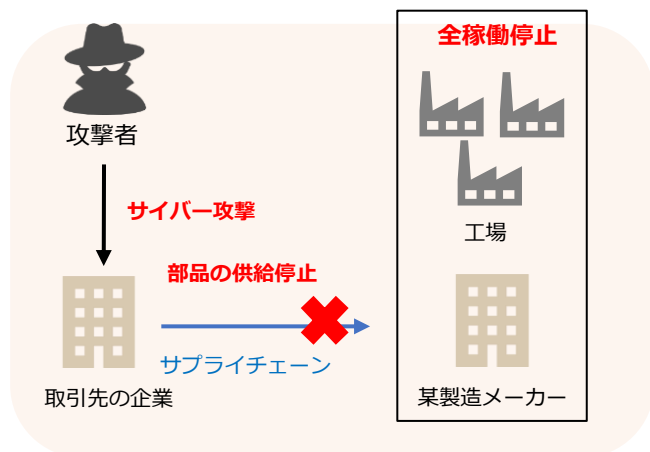 全稼働停止
攻撃者
サイバー攻撃
工場
部品の供給停止
サプライチェーン
取引先の企業
某製造メーカー